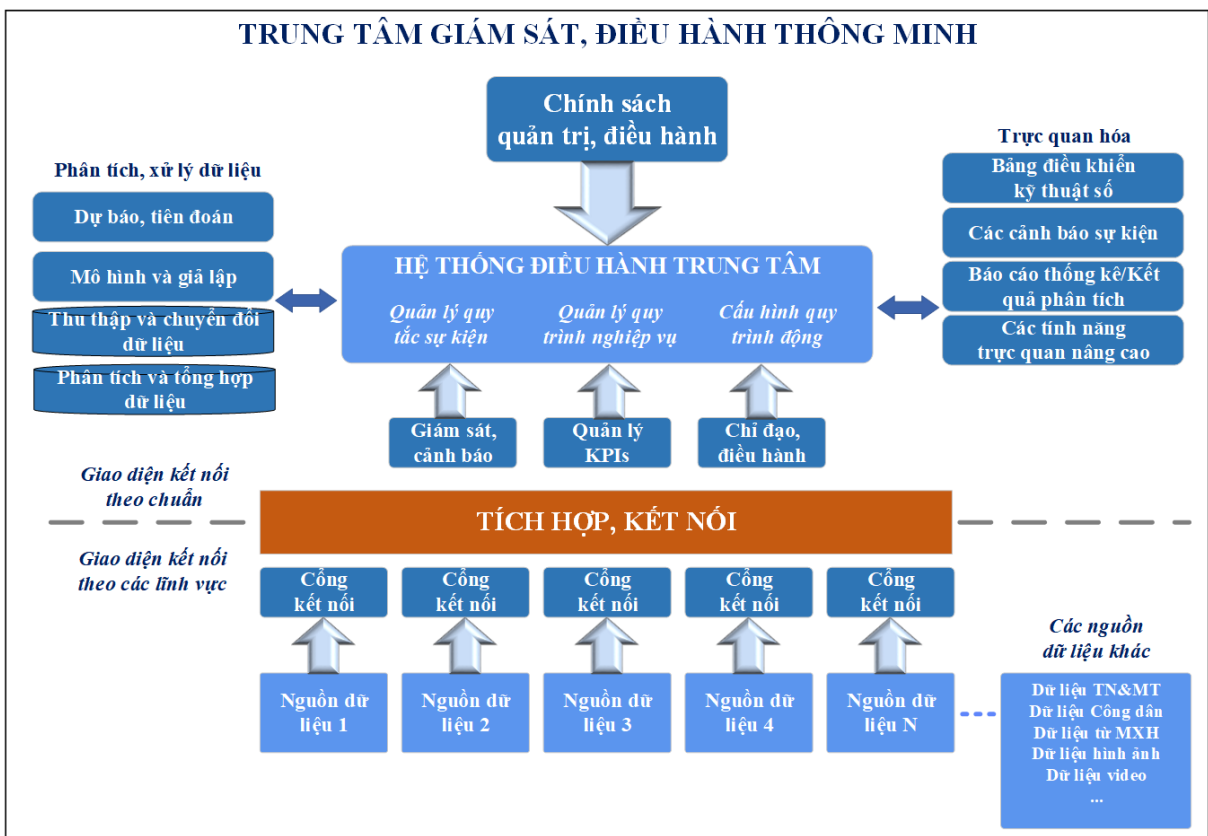 TRUNG TÂM GIÁM SÁT, ĐIỀU HÀNH THÔNG MINH
Chính sách
quản trị, điều hành
Phân tích, xử lý dữ liệu
Dự báo, tiên đoán
Mô hình và giả lập
Thu thập và chuyển đổi
dữ liệu
Phân tích và tổng hợp
dữ liệu
HỆ THỐNG ĐIỀU HÀNH TRUNG TÂM
Quản lý quy
tắc sự kiện
Quản lý quy
trình nghiệp vụ
Cấu hình quy
trình động
Trực quan hóa
Bảng điều khiển
kỹ thuật số
Các cảnh báo sự kiện
Báo cáo thống kê/Kết
quả phân tích
Các tính năng
trực quan nâng cao
Giám sát,
cảnh báo
Quản lý
KPIs
Chỉ đạo,
điều hành
Giao diện kết nối
theo chuẩn
TÍCH HỢP, KẾT NỐI
Giao diện kết nối
theo các lĩnh vực
Cổng
kết nối
Cổng
kết nối
Cổng
kết nối
Cổng
kết nối
Cổng
kết nối
Nguồn dữ
liệu 1
Nguồn dữ
liệu 2
Nguồn dữ
liệu 3
Nguồn dữ
liệu 4
Nguồn dữ
liệu N
Các nguồn
dữ liệu khác
Dữ liệu TN&MT
Dữ liệu Công dân
Dữ liệu từ MXH
Dữ liệu hình ảnh
Dữ liệu video
...